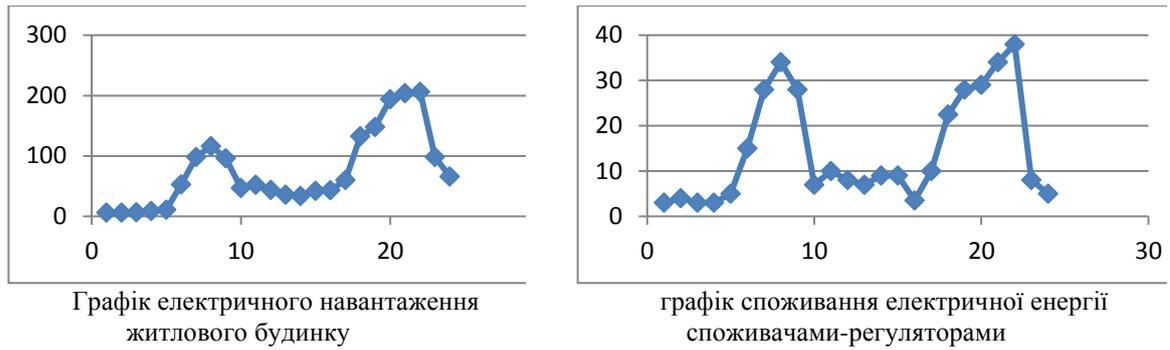 300
200
100
0
0 10 20
Графік електричного навантаження
житлового будинку
40
30
20
10
0
0 10 20 30
графік споживання електричної енергії
споживачами-регуляторами